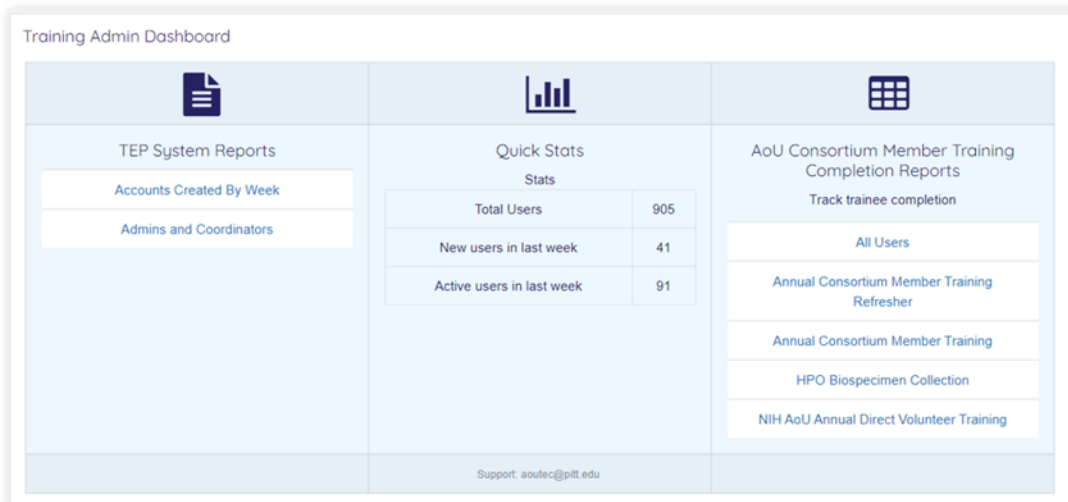 Training Admin Dashboard
TEP System Reports
Accounts Created By Week
Admins and Coordinators
Quick Stats
Stats
Total Users 905
New users in last week 41
Active users in last week 91
AoU Consortium Member Training
Completion Reports
Track trainee completion
All Users
Annual Consortium Member Training
Refresher
Annual Consortium Member Training
HPO Biospecimen Collection
NIH AoU Annual Direct Volunteer Training
Support: aoutec@pitt.edu